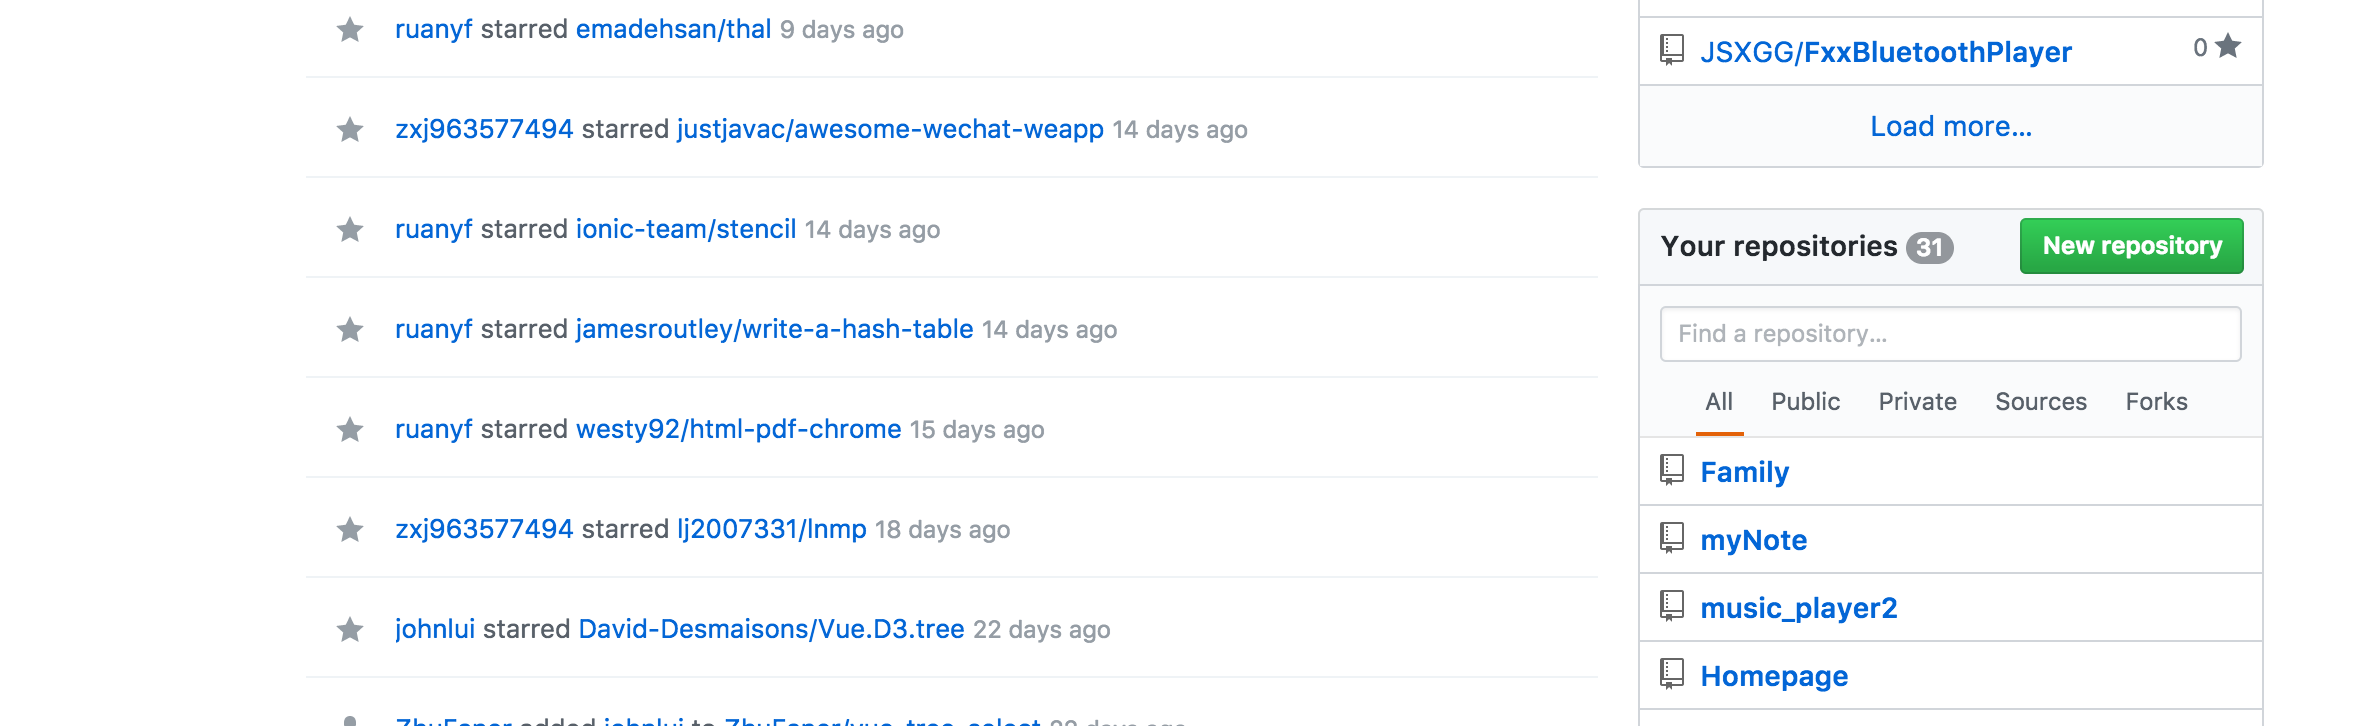 ruanyf starred emadehsan/thal 9 days ago
zxj963577494 starred justjavac/awesome-wechat-weapp 14 days ago
ruanyf starred ionic-team/stencil 14 days ago
ruanyf starred jamesroutley/write-a-hash-table 14 days ago
ruanyf starred westy92/html-pdf-chrome 15 days ago
zxj963577494 starred lj2007331/lnmp 18 days ago
johnlui starred David-Desmaisons/Vue.D3.tree 22 days ago
added johnlui to
JSXGG/FxxBluetoothPlayer 0
Load more...
Your repositories 31
New repository
Find a repository...
All Public Private Sources Forks
Family
myNote
music_player2
Homepage